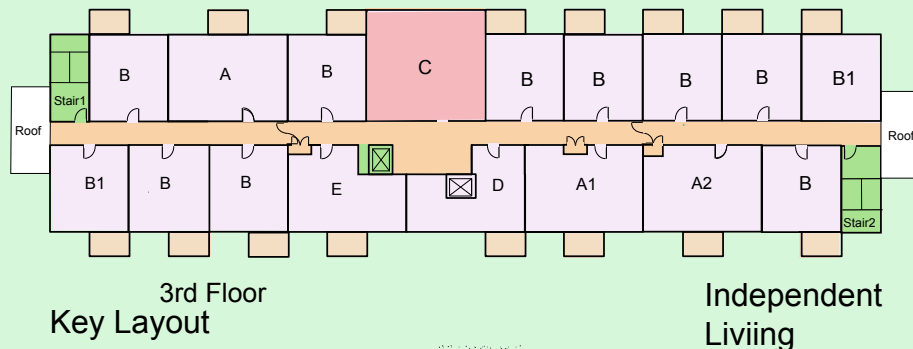 B
A
B
C
B
B
B
B
B1
Stair1
Roof
Roof
B1
B
B
E
D
A1
A2
B
Stair2
3rd Floor
Key Layout
Independent
Liviing